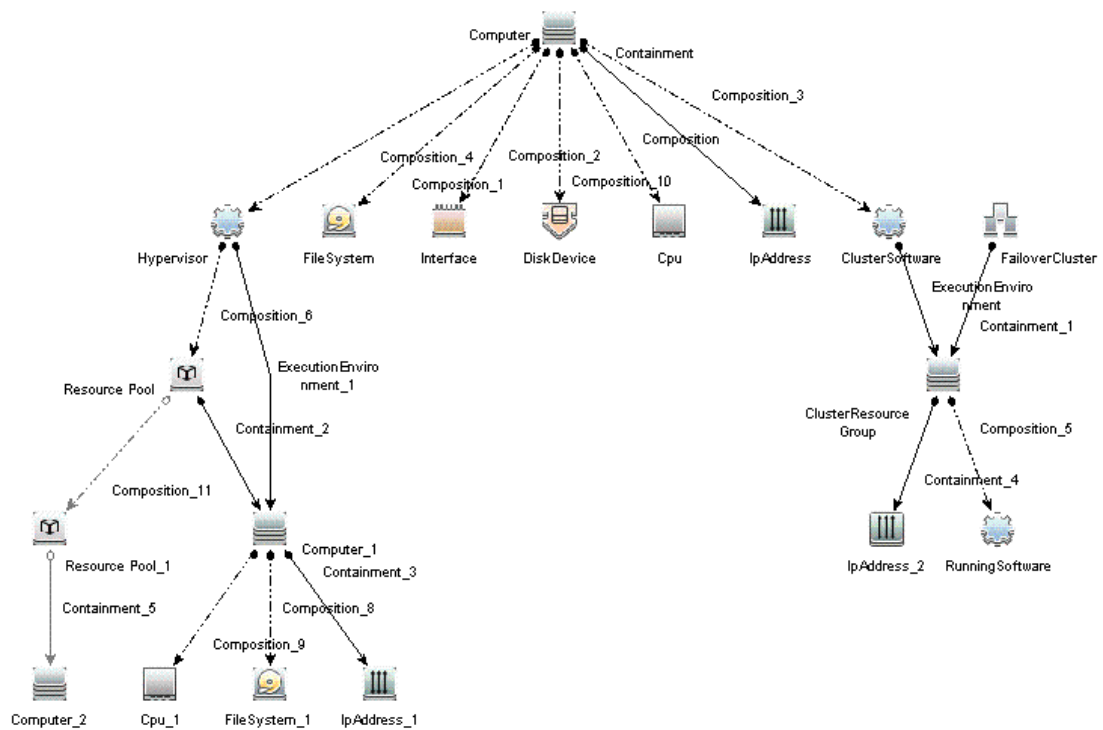 Computer
Containment
Composition_3
Composition_4
Composition_2
Composition
Composition_1
Composition_10
Hypervisor
FileSystem
Interface
DiskDevice
Cpu
IpAddress
ClusterSoftware
FailoverCluster
ExecutionEnviro
nment
Composition_6
Containment_1
ExecutionEnviro
nment_1
Resource Pool
ClusterResource
Group
Containment_2
Composition_5
Composition_11
Containment_4
Computer_1
Resource Pool_1
Containment_3
IpAddress_2
RunningSoftware
Containment_5
Composition_8
Composition_9
Computer_2
Cpu_1
FileSystem_1
IpAddress_1